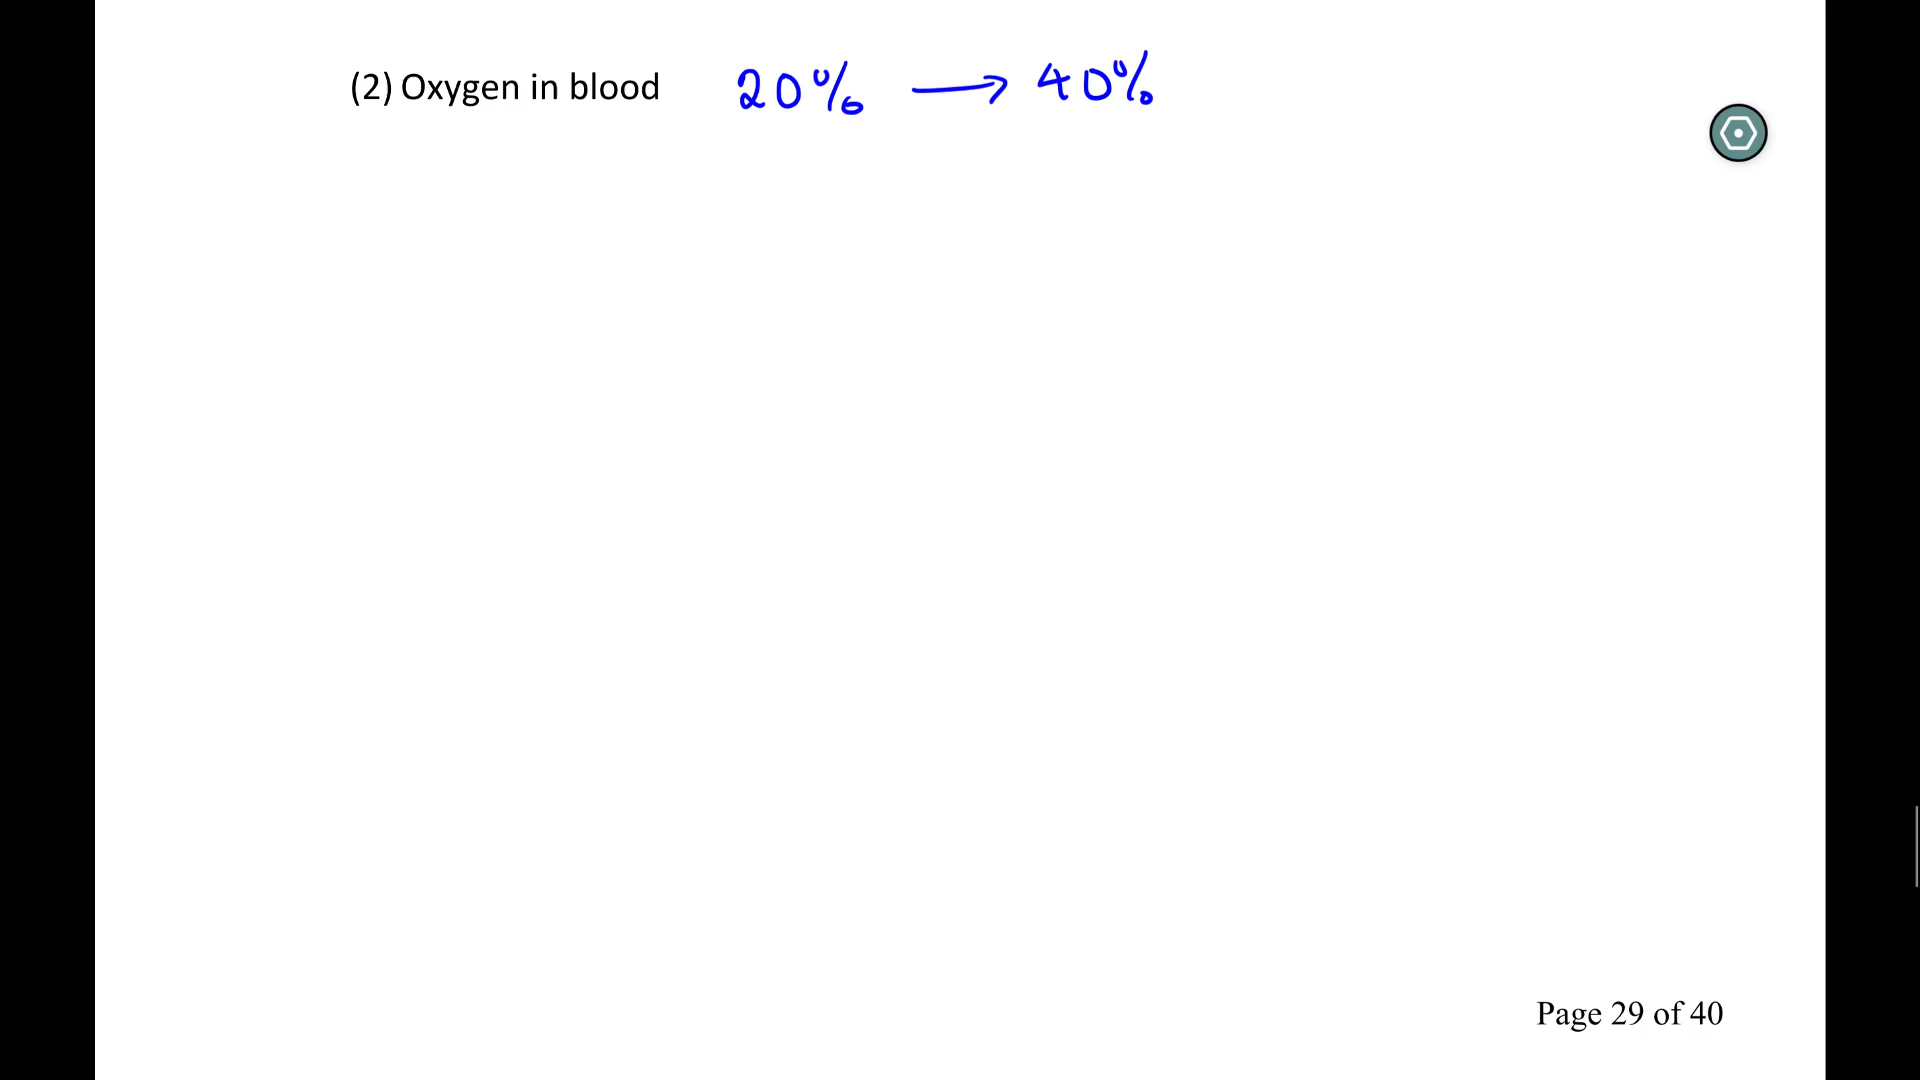 (2) Oxygen in blood 20% → 40%
Page 29 of 40